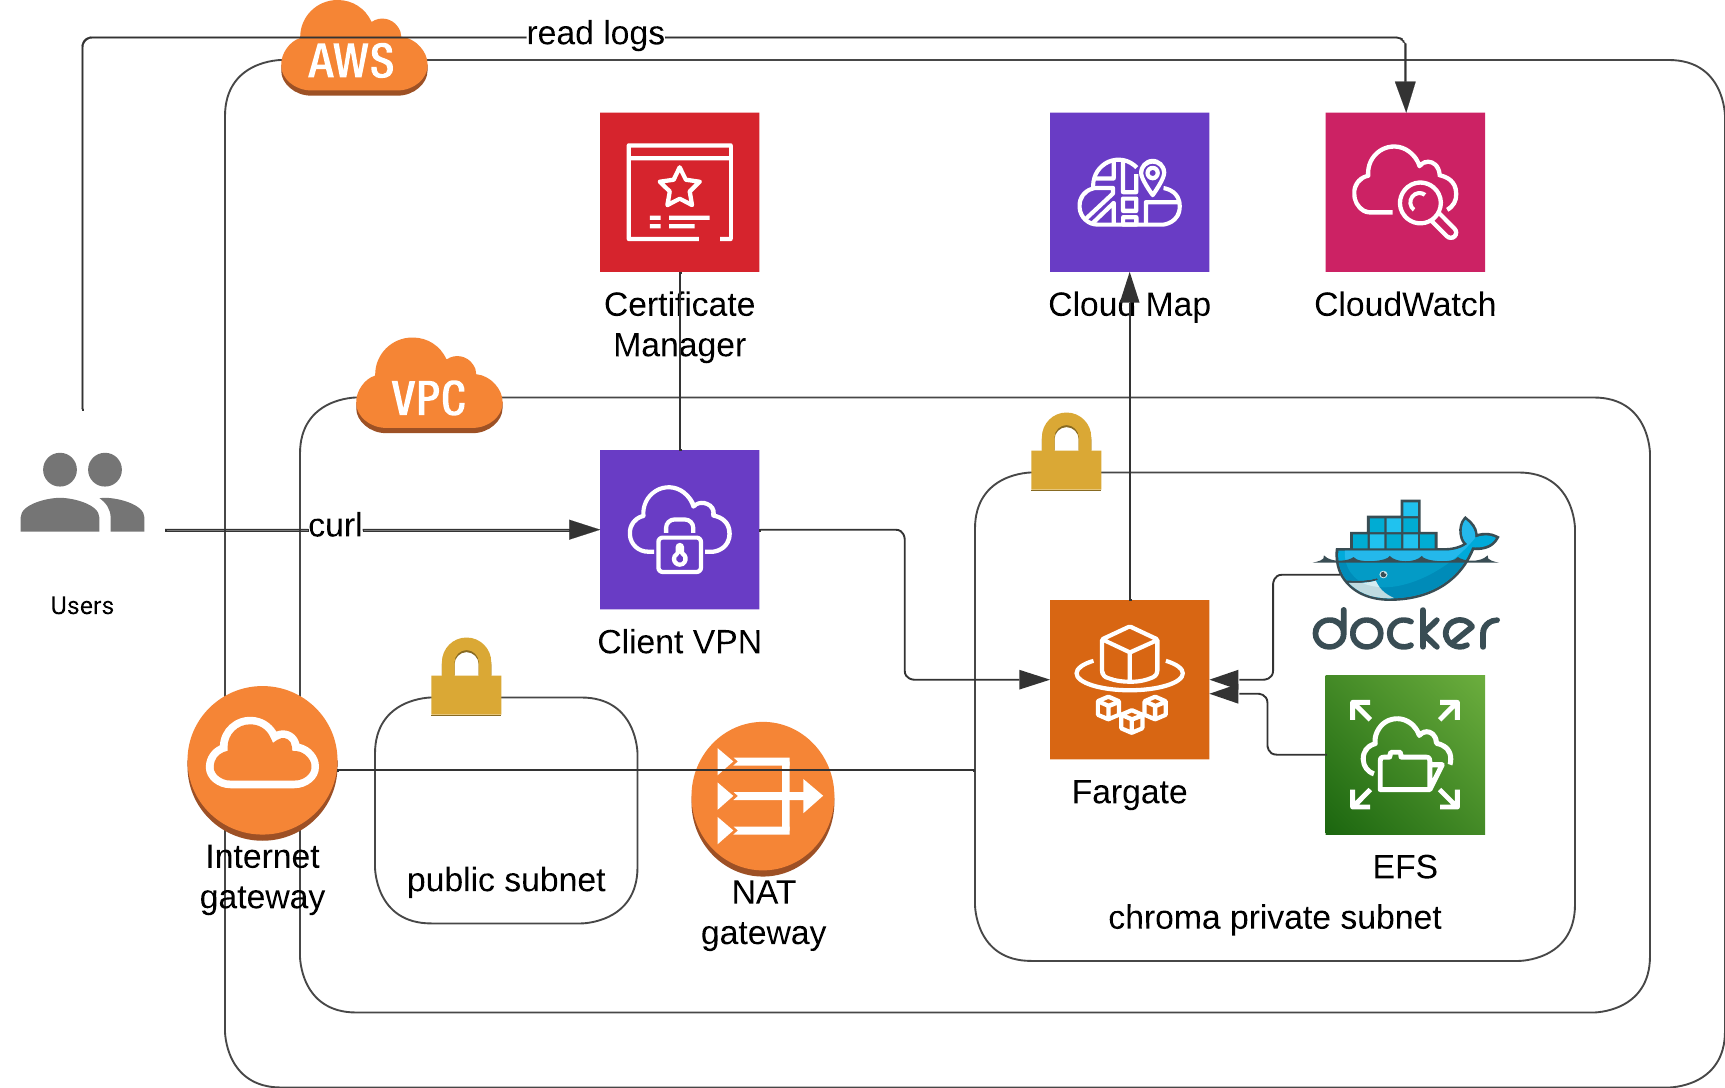 read logs
AWS
Certificate
Manager
Cloud Map
CloudWatch
VPC
curl
Users
Client VPN
docker
Fargate
Internet
gateway
public subnet
NAT
gateway
EFS
chroma private subnet